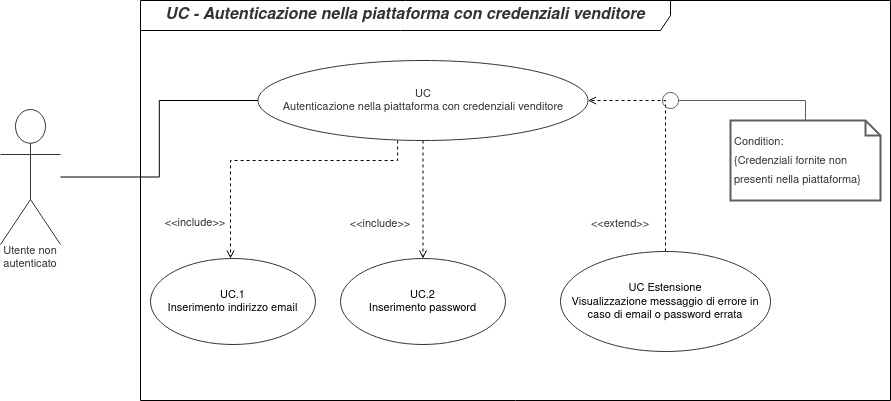 UC - Autenticazione nella piattaforma con credenziali venditore
UC
Autenticazione nella piattaforma con credenziali venditore
Condition:
{Credenziali fornite non
presenti nella piattaforma}
Utente non
autenticato
<<include>>
<<include>>
<<extend>>
UC.1
Inserimento indirizzo email
UC.2
Inserimento password
UC Estensione
Visualizzazione messaggio di errore in
caso di email o password errata